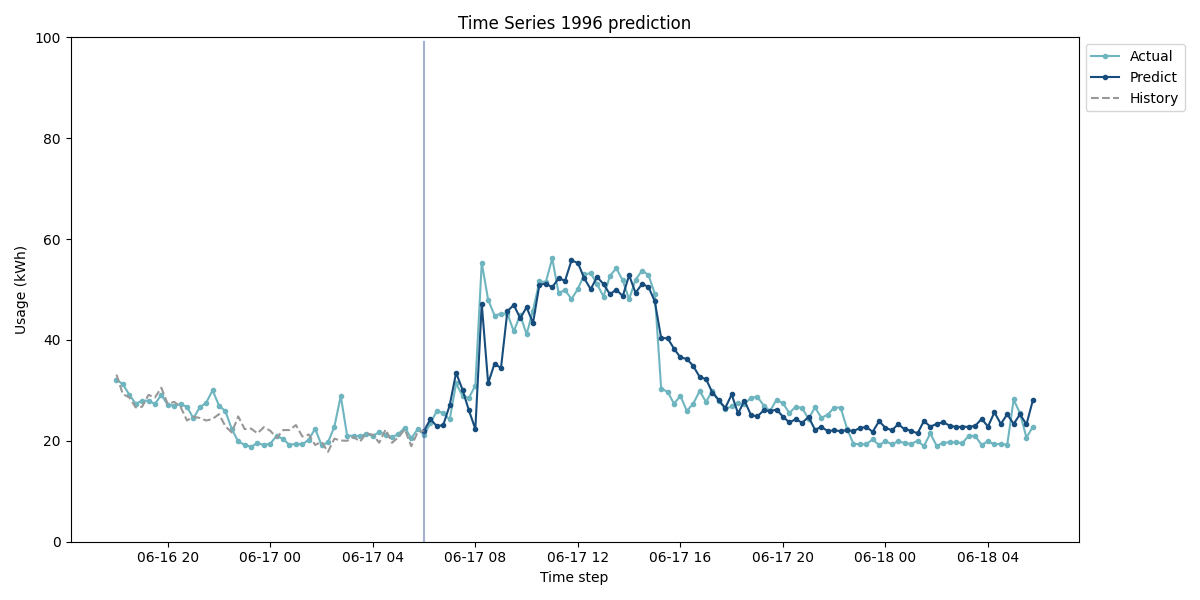 Time Series 1996 prediction
100
80
60
40
20
0
Usage (kWh)
06-16 20
06-17 00
06-17 04
06-17 08
06-17 12
06-17 16
06-17 20
06-18 00
06-18 04
Time step
Actual
Predict
History